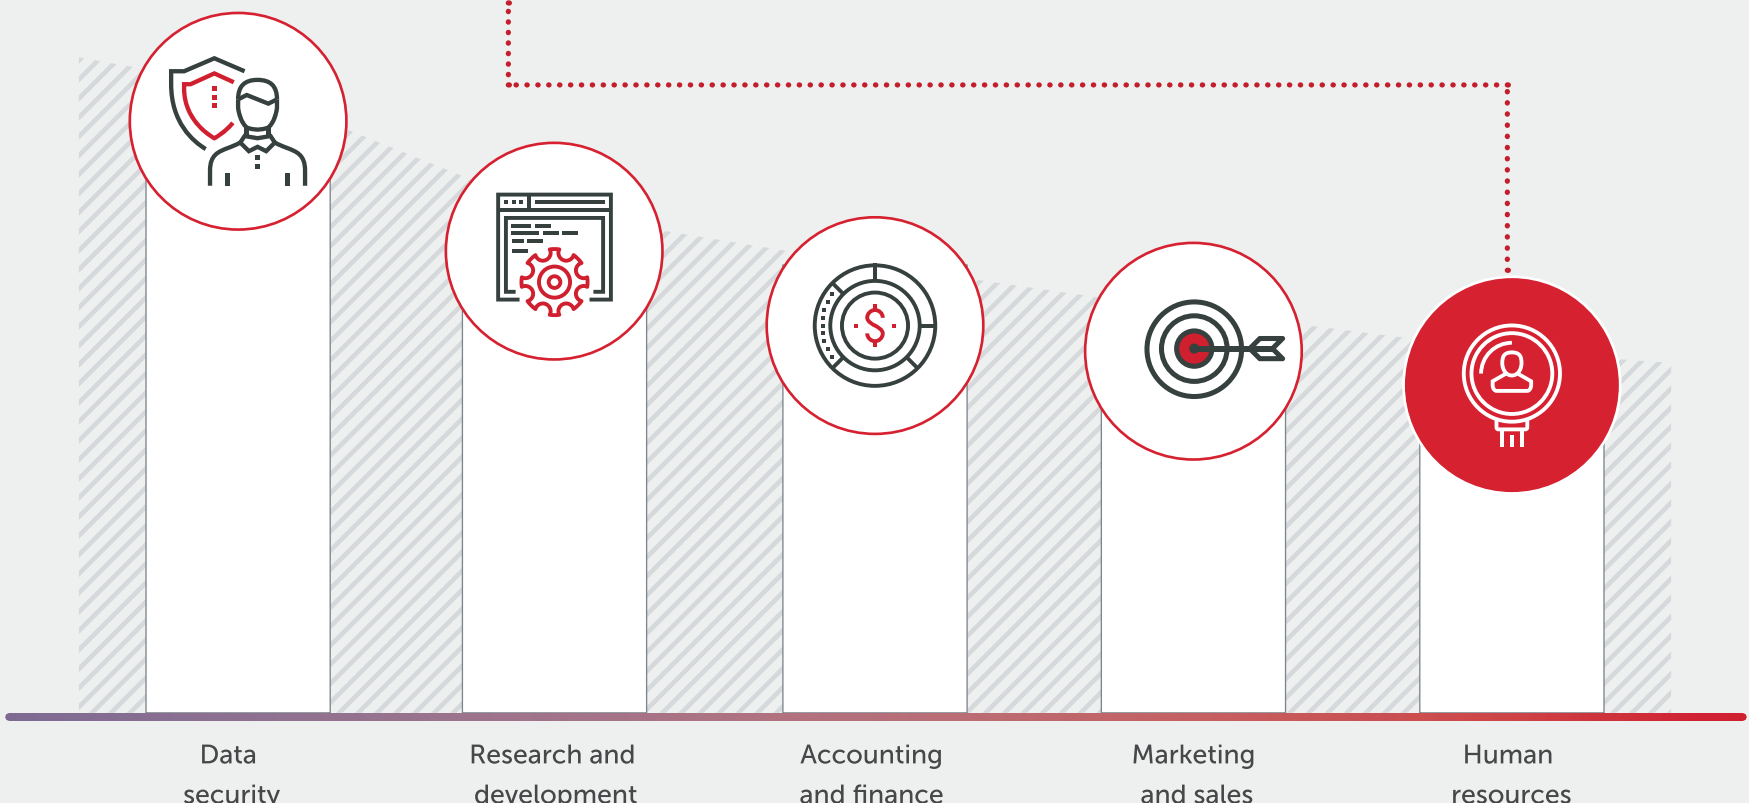 $
Data
security
Research and
development
Accounting
and finance
Marketing
and sales
Human
resources